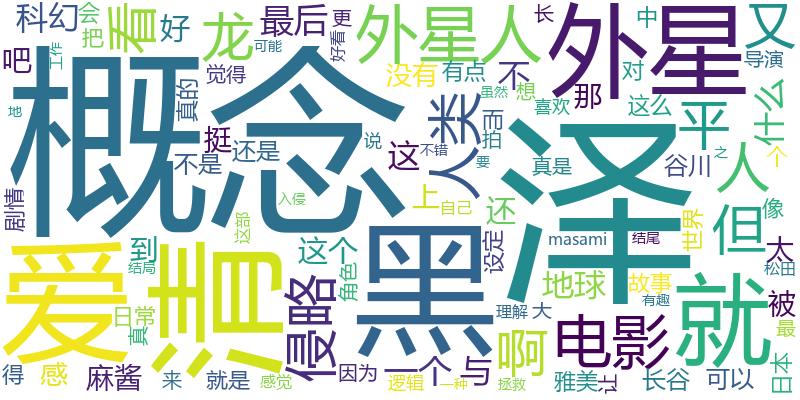 科幻
会
把
看
好
龙
最后
更
好看
外星人
长
中
外星
又
导演
吧
工作
可能
觉得
没有
有点
不
想
虽然
那
对
地
概念
真的
挺
不是
还是
说
这
不错
人类
而
拍
要
喜欢
真是
这么
平
谷川
什么
人
个
之
泽
剧情
入侵
这部
上
自己
还
设定
masami
结尾
世界
但
像
到
结局
侵略
这个
角色
黑
地球
故事
太
松田
爱
清
日常
真
理解
大
有趣
被
最
啊
电影
就
日本
得
感
麻酱
来
就是
感觉
因为
一个
逻辑
与
一种
拯救
雅美
让
长谷
可以